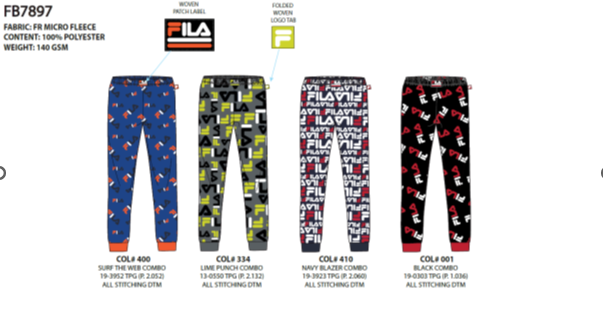 FB7897
FABRIC: FR MICRO FLEECE
CONTENT: 100% POLYESTER
WEIGHT: 140 GSM
WOVEN
PATCH LABEL
FILA
FOLDED
WOVEN
LOGO TAB
F
COL# 400
SURF THE WEB COMBO
19-3952 TPG (P. 2.052)
ALL STITCHING DTM
COL# 334
LIME PUNCH COMBO
13-0550 TPG (P. 2.132)
ALL STITCHING DTM
COL# 410
NAVY BLAZER COMBO
19-3923 TPG (P. 2.060)
ALL STITCHING DTM
COL# 001
BLACK COMBO
19-0303 TPG (P. 1.036)
ALL STITCHING DTM